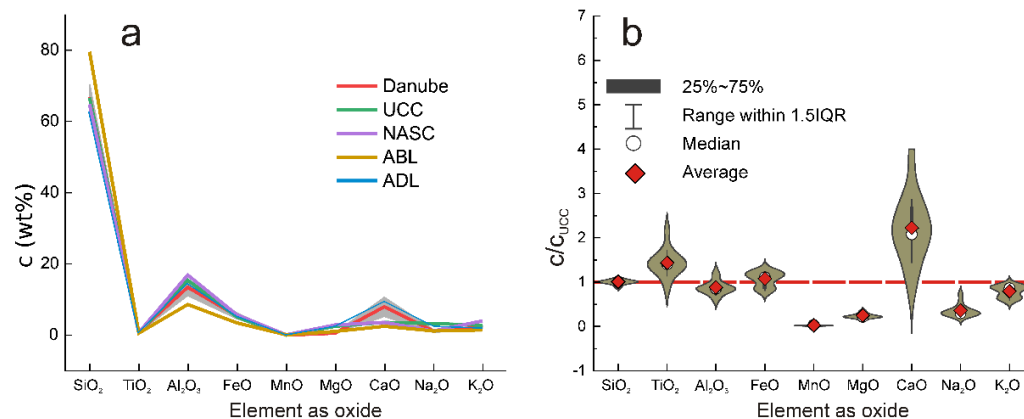 a
c (wt%)
80
60
40
20
0
Danube
UCC
NASC
ABL
ADL
SiO₂ TiO₂ Al₂O₃ FeO MnO MgO CaO Na₂O K₂O
Element as oxide
b
c/c_UCC
7
6
5
4
3
2
1
0
-1
25%~75%
Range within 1.5IQR
Median
Average
SiO₂ TiO₂ Al₂O₃ FeO MnO MgO CaO Na₂O K₂O
Element as oxide